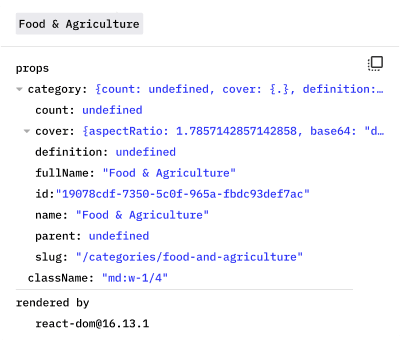 Food & Agriculture
props
category: {count: undefined, cover: {.}, definition:…
count: undefined
cover: {aspectRatio: 1.7857142857142858, base64: "d…
definition: undefined
fullName: "Food & Agriculture"
id:"19078cdf-7350-5c0f-965a-fbdc93def7ac"
name: "Food & Agriculture"
parent: undefined
slug: "/categories/food-and-agriculture"
className: "md:w-1/4"
rendered by
react-dom@16.13.1